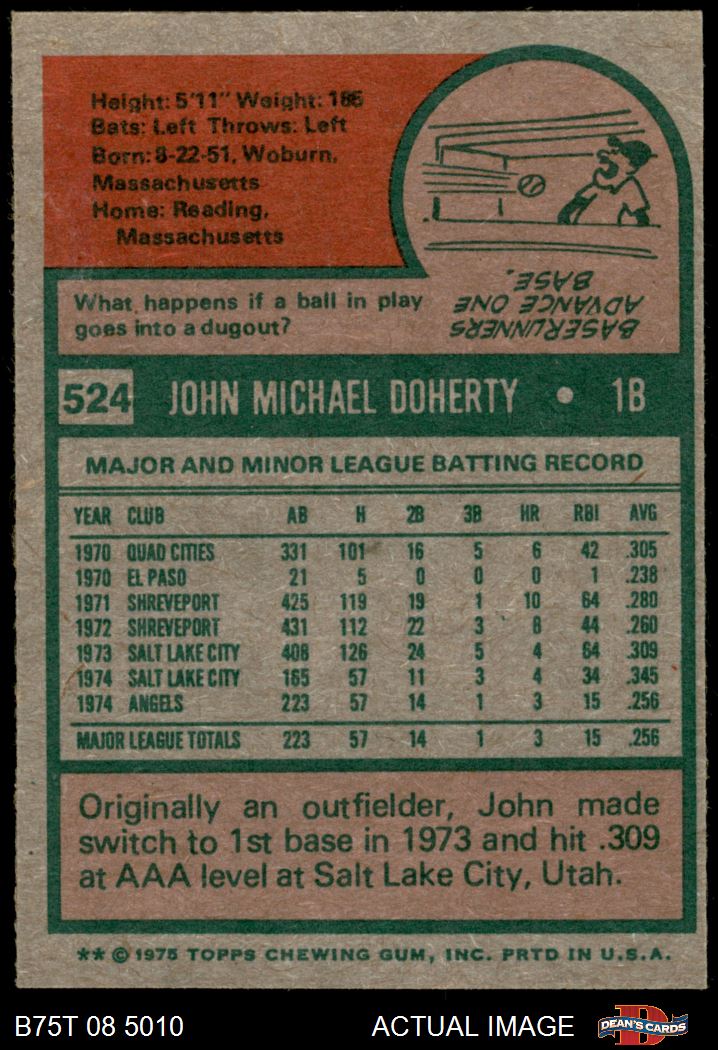 Height: 5'11" Weight: 185
Bats: Left Throws: Left
Born: 8-22-51, Woburn,
Massachusetts
Home: Reading,
Massachusetts
What happens if a ball in play
goes into a dugout?
BASERUNNERS
ADVANCE ONE
BASE.
524 JOHN MICHAEL DOHERTY • 1B
MAJOR AND MINOR LEAGUE BATTING RECORD
YEAR CLUB AB H 2B 3B HR RBI AVG
1970 QUAD CITIES 331 101 16 5 6 42 .305
1970 EL PASO 21 5 0 0 0 1 .238
1971 SHREVEPORT 425 119 19 1 10 64 .280
1972 SHREVEPORT 431 112 22 3 8 44 .260
1973 SALT LAKE CITY 408 126 24 5 4 64 .309
1974 SALT LAKE CITY 165 57 11 3 4 34 .345
1974 ANGELS 223 57 14 1 3 15 .256
MAJOR LEAGUE TOTALS 223 57 14 1 3 15 .256
Originally an outfielder, John made
switch to 1st base in 1973 and hit .309
at AAA level at Salt Lake City, Utah.
** © 1975 TOPPS CHEWING GUM, INC. PRTD IN U.S.A.
B75T 08 5010 ACTUAL IMAGE DEAN'S CARDS